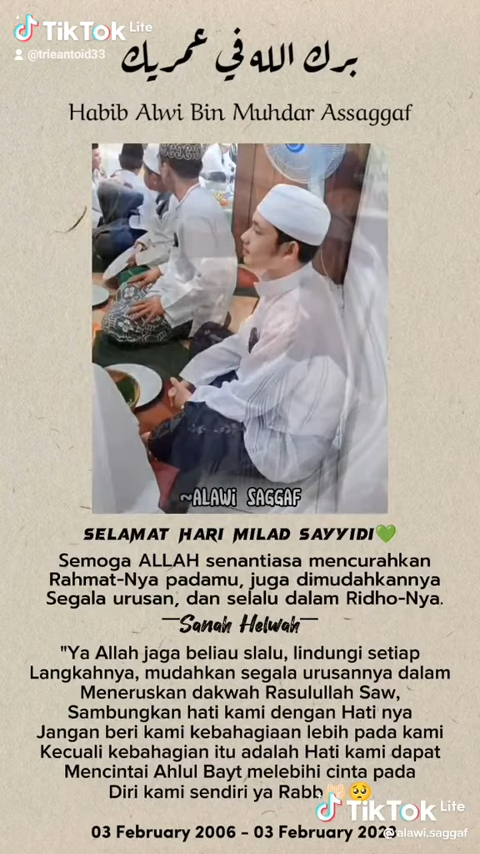 TikTok Lite
@trieantoid33
برك الله في عمريك
Habib Alwi Bin Muhdar Assaggaf
~ALAWi SAGGAF
SELAMAT HARI MILAD SAYYIDI💚
Semoga ALLAH senantiasa mencurahkan
Rahmat-Nya padamu, juga dimudahkannya
Segala urusan, dan selalu dalam Ridho-Nya.
—Sanah Helwah—
"Ya Allah jaga beliau slalu, lindungi setiap
Langkahnya, mudahkan segala urusannya dalam
Meneruskan dakwah Rasulullah Saw,
Sambungkan hati kami dengan Hati nya
Jangan beri kami kebahagiaan lebih pada kami
Kecuali kebahagian itu adalah Hati kami dapat
Mencintai Ahlul Bayt melebihi cinta pada
Diri kami sendiri ya Rabb🤲🏻🥺
TikTok Lite
03 February 2006 - 03 February
@alawi.saggaf